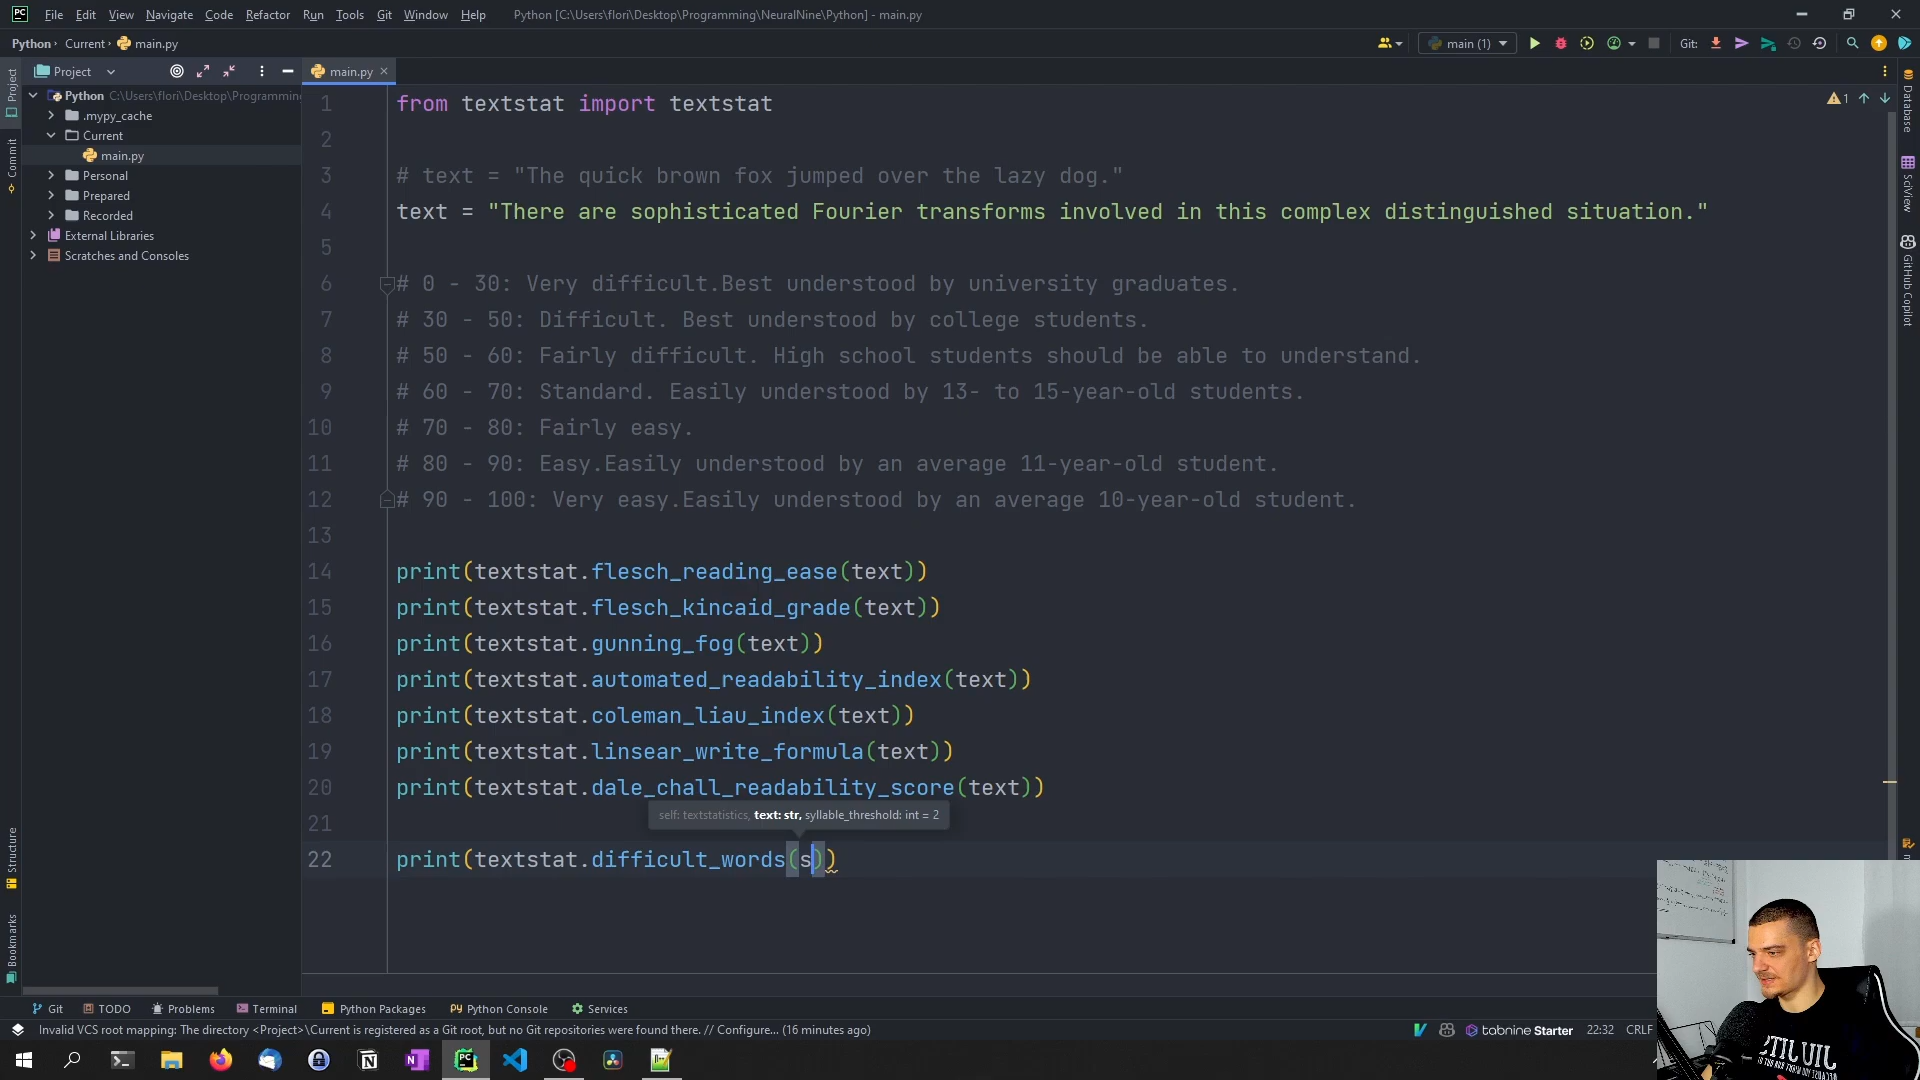 File Edit View Navigate Code Refactor Run Tools Git Window Help Python [C:\Users\flori\Desktop\Programming\NeuralNine\Python] - main.py
Python Current main.py main (1) Git:
Project main.py
Python C:\Users\flori\Desktop\Programming
.mypy_cache
Current
main.py
Personal
Prepared
Recorded
External Libraries
Scratches and Consoles
Project
Commit
Structure
Bookmarks
1 from textstat import textstat
2
3 # text = "The quick brown fox jumped over the lazy dog."
4 text = "There are sophisticated Fourier transforms involved in this complex distinguished situation."
5
6 # 0 - 30: Very difficult.Best understood by university graduates.
7 # 30 - 50: Difficult. Best understood by college students.
8 # 50 - 60: Fairly difficult. High school students should be able to understand.
9 # 60 - 70: Standard. Easily understood by 13- to 15-year-old students.
10 # 70 - 80: Fairly easy.
11 # 80 - 90: Easy.Easily understood by an average 11-year-old student.
12 # 90 - 100: Very easy.Easily understood by an average 10-year-old student.
13
14 print(textstat.flesch_reading_ease(text))
15 print(textstat.flesch_kincaid_grade(text))
16 print(textstat.gunning_fog(text))
17 print(textstat.automated_readability_index(text))
18 print(textstat.coleman_liau_index(text))
19 print(textstat.linsear_write_formula(text))
20 print(textstat.dale_chall_readability_score(text))
self: textstatistics, text: str, syllable_threshold: int = 2
21
22 print(textstat.difficult_words(s))
1
Database
SciView
GitHub Copilot
Git TODO Problems Terminal Python Packages Python Console Services
Invalid VCS root mapping: The directory <Project>\Current is registered as a Git root, but no Git repositories were found there. // Configure... (16 minutes ago) tabnine Starter 22:32 CRLF